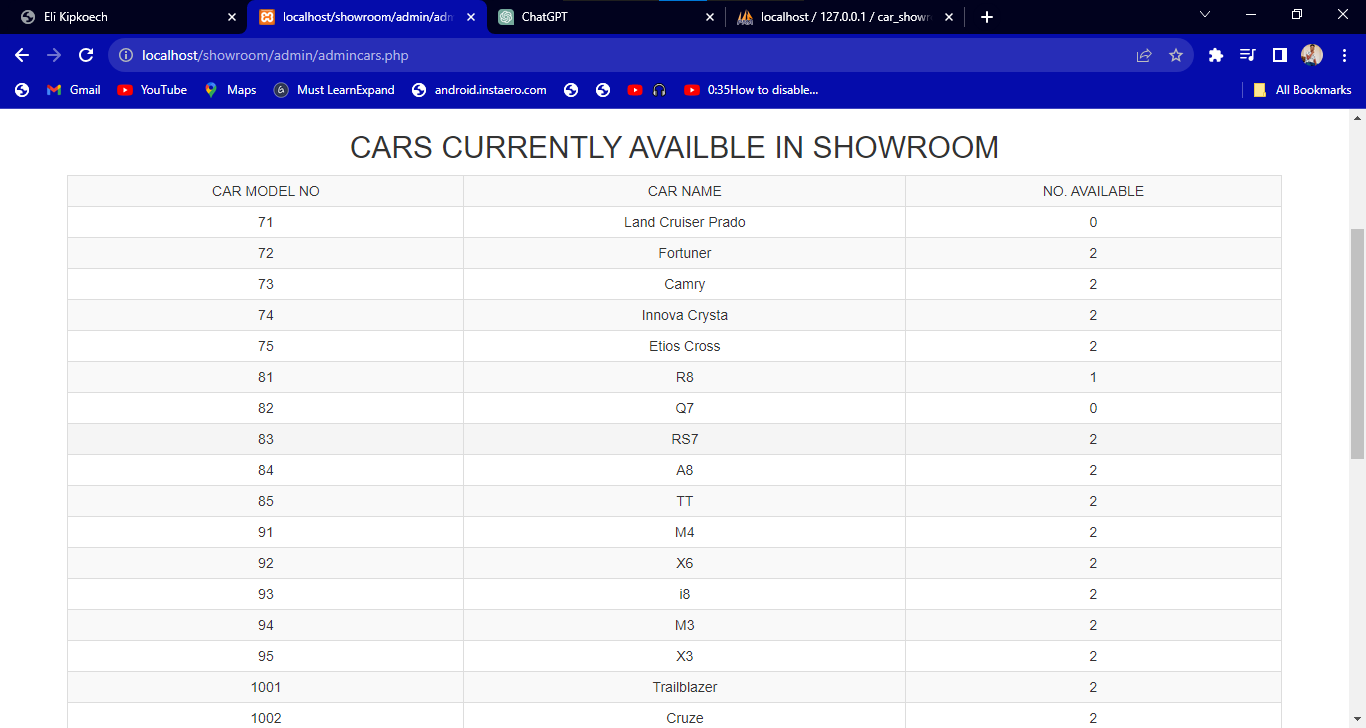 Eli Kipkoech
localhost/showroom/admin/adm
ChatGPT
localhost / 127.0.0.1 / car_showr
localhost/showroom/admin/admincars.php
Gmail YouTube Maps Must LearnExpand android.instaero.com 0:35How to disable... All Bookmarks
CARS CURRENTLY AVAILBLE IN SHOWROOM
CAR MODEL NO CAR NAME NO. AVAILABLE
71 Land Cruiser Prado 0
72 Fortuner 2
73 Camry 2
74 Innova Crysta 2
75 Etios Cross 2
81 R8 1
82 Q7 0
83 RS7 2
84 A8 2
85 TT 2
91 M4 2
92 X6 2
93 i8 2
94 M3 2
95 X3 2
1001 Trailblazer 2
1002 Cruze 2